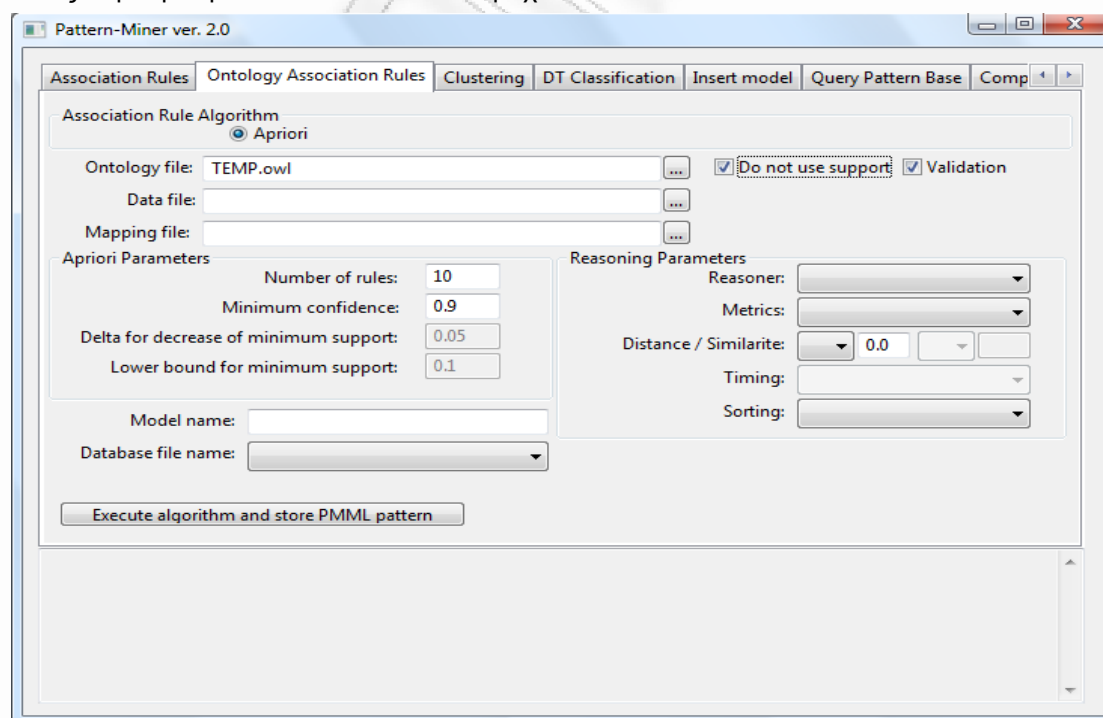 Pattern-Miner ver. 2.0
Association Rules Ontology Association Rules Clustering DT Classification Insert model Query Pattern Base Comp
Association Rule Algorithm
Apriori
Ontology file: TEMP.owl ... Do not use support Validation
Data file: ...
Mapping file: ...
Apriori Parameters
Number of rules: 10
Minimum confidence: 0.9
Delta for decrease of minimum support: 0.05
Lower bound for minimum support: 0.1
Reasoning Parameters
Reasoner:
Metrics:
Distance / Similarite: 0.0
Timing:
Sorting:
Model name:
Database file name:
Execute algorithm and store PMML pattern